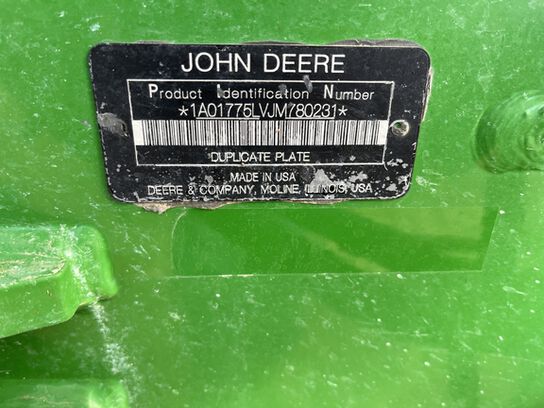 JOHN DEERE
Product Identification Number
*1A01775LVJM780231*
DUPLICATE PLATE
MADE IN USA
DEERE & COMPANY, MOLINE, ILLINOIS, USA